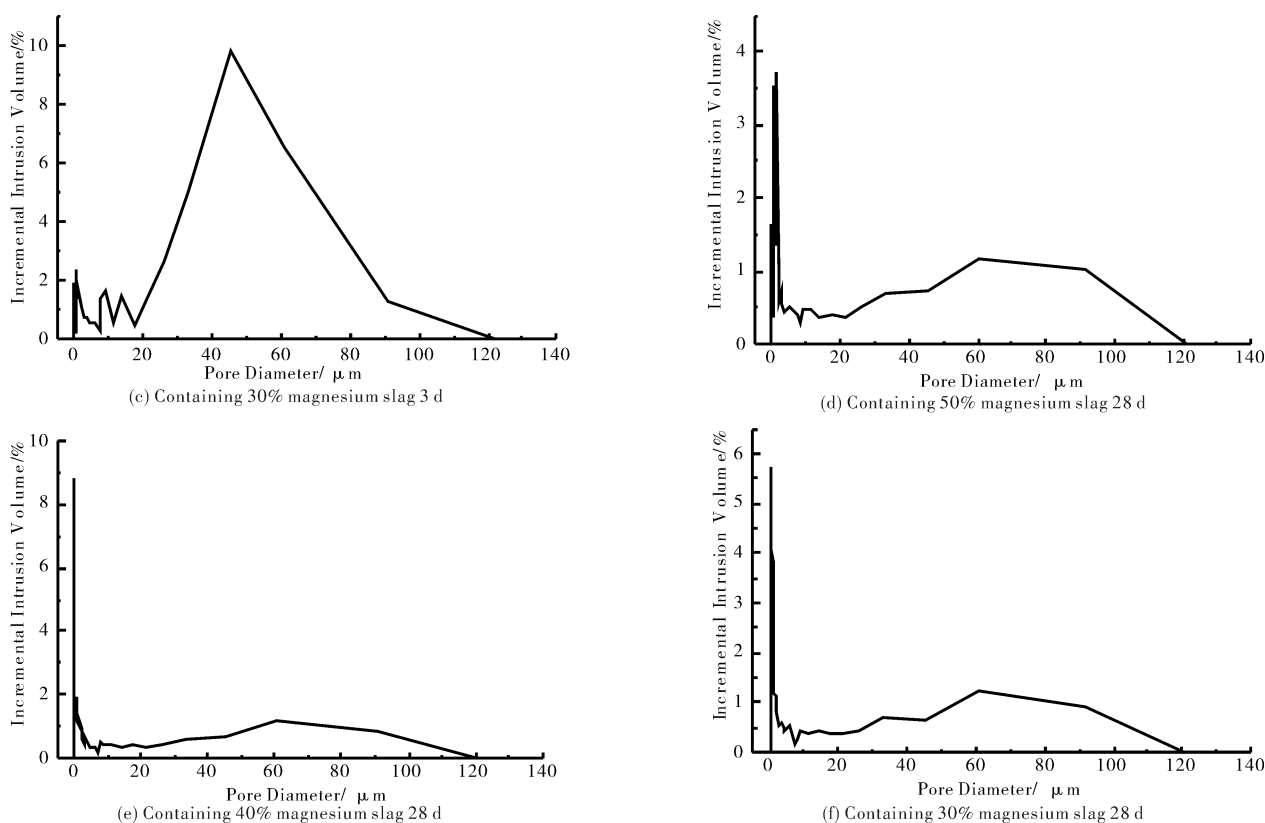 Incremental Intrusion Volume/%
10
8
6
4
2
0
0 20 40 60 80 100 120 140
Pore Diameter/ μm
(c) Containing 30% magnesium slag 3 d
Incremental Intrusion Volume/%
4
3
2
1
0
0 20 40 60 80 100 120 140
Pore Diameter/ μm
(d) Containing 50% magnesium slag 28 d
Incremental Intrusion Volume/%
10
8
6
4
2
0
0 20 40 60 80 100 120 140
Pore Diameter/ μm
(e) Containing 40% magnesium slag 28 d
Incremental Intrusion Volume/%
6
5
4
3
2
1
0
0 20 40 60 80 100 120 140
Pore Diameter/ μm
(f) Containing 30% magnesium slag 28 d